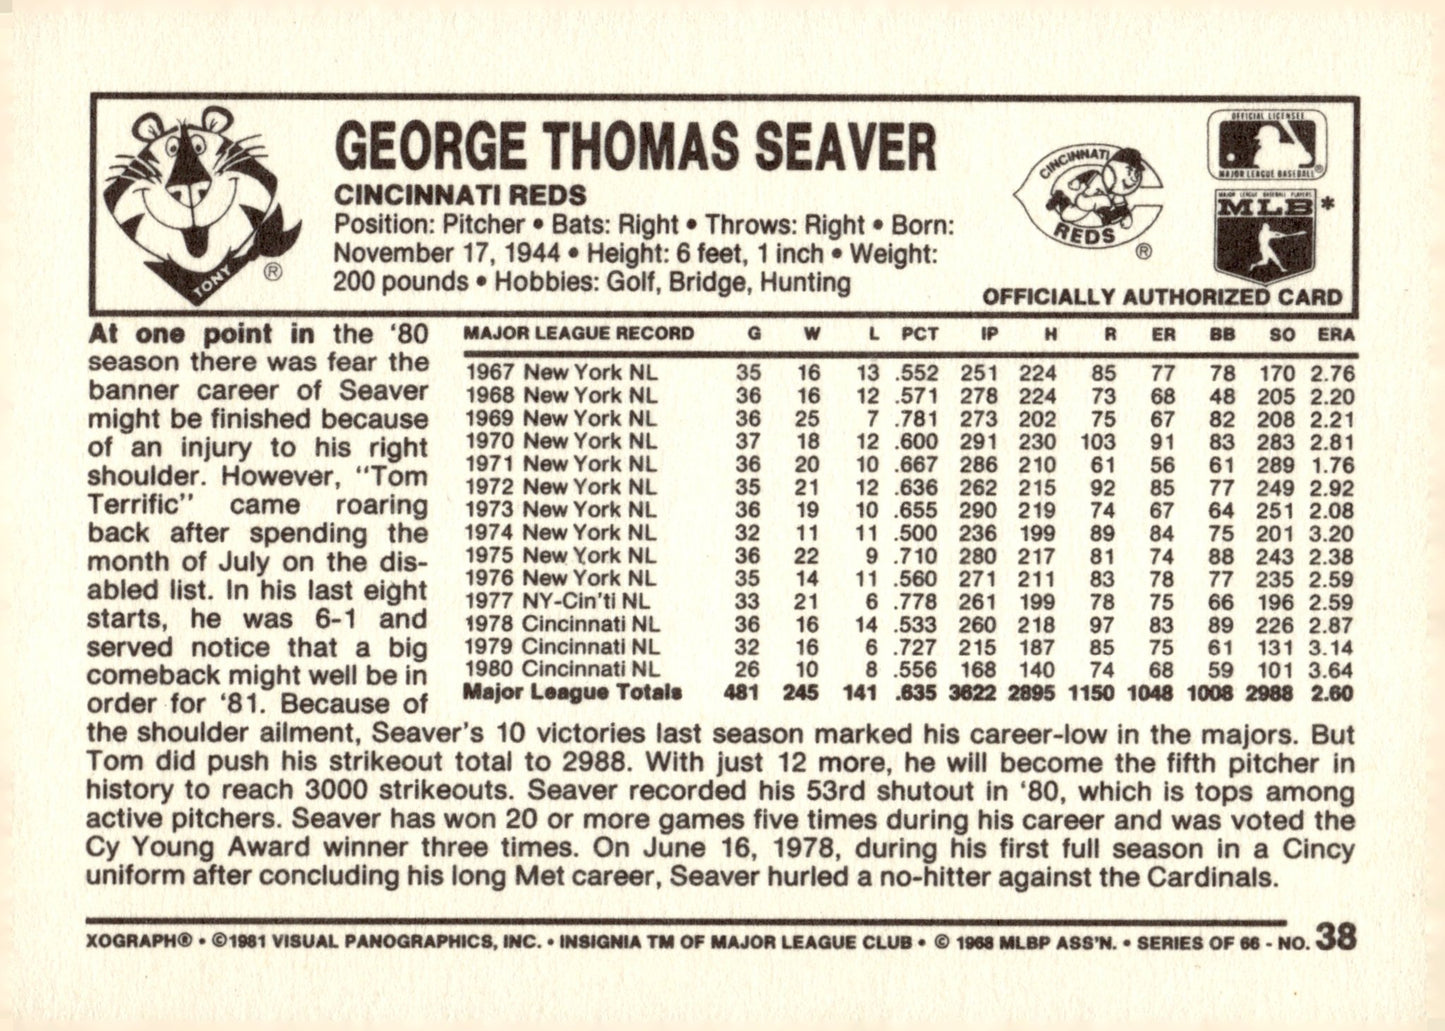 TONY
®
GEORGE THOMAS SEAVER
CINCINNATI REDS
Position: Pitcher • Bats: Right • Throws: Right • Born:
November 17, 1944 • Height: 6 feet, 1 inch • Weight:
200 pounds • Hobbies: Golf, Bridge, Hunting
CINCINNATI
REDS
®
OFFICIAL LICENSEE
MAJOR LEAGUE BASEBALL®
MAJOR LEAGUE BASEBALL PLAYERS
MLB *
OFFICIALLY AUTHORIZED CARD
At one point in the ‘80
season there was fear the
banner career of Seaver
might be finished because
of an injury to his right
shoulder. However, “Tom
Terrific” came roaring
back after spending the
month of July on the dis-
abled list. In his last eight
starts, he was 6-1 and
served notice that a big
comeback might well be in
order for ‘81. Because of
MAJOR LEAGUE RECORD G W L PCT IP H R ER BB SO ERA
1967 New York NL 35 16 13 .552 251 224 85 77 78 170 2.76
1968 New York NL 36 16 12 .571 278 224 73 68 48 205 2.20
1969 New York NL 36 25 7 .781 273 202 75 67 82 208 2.21
1970 New York NL 37 18 12 .600 291 230 103 91 83 283 2.81
1971 New York NL 36 20 10 .667 286 210 61 56 61 289 1.76
1972 New York NL 35 21 12 .636 262 215 92 85 77 249 2.92
1973 New York NL 36 19 10 .655 290 219 74 67 64 251 2.08
1974 New York NL 32 11 11 .500 236 199 89 84 75 201 3.20
1975 New York NL 36 22 9 .710 280 217 81 74 88 243 2.38
1976 New York NL 35 14 11 .560 271 211 83 78 77 235 2.59
1977 NY-Cin’ti NL 33 21 6 .778 261 199 78 75 66 196 2.59
1978 Cincinnati NL 36 16 14 .533 260 218 97 83 89 226 2.87
1979 Cincinnati NL 32 16 6 .727 215 187 85 75 61 131 3.14
1980 Cincinnati NL 26 10 8 .556 168 140 74 68 59 101 3.64
Major League Totals 481 245 141 .635 3622 2895 1150 1048 1008 2988 2.60
the shoulder ailment, Seaver’s 10 victories last season marked his career-low in the majors. But
Tom did push his strikeout total to 2988. With just 12 more, he will become the fifth pitcher in
history to reach 3000 strikeouts. Seaver recorded his 53rd shutout in ‘80, which is tops among
active pitchers. Seaver has won 20 or more games five times during his career and was voted the
Cy Young Award winner three times. On June 16, 1978, during his first full season in a Cincy
uniform after concluding his long Met career, Seaver hurled a no-hitter against the Cardinals.
XOGRAPH® • ©1981 VISUAL PANOGRAPHICS, INC. • INSIGNIA TM OF MAJOR LEAGUE CLUB • © 1968 MLBP ASS’N. • SERIES OF 66 - NO. 38